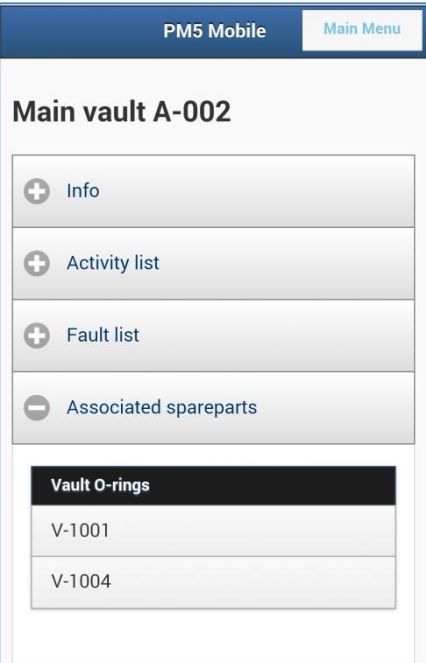 PM5 Mobile
Main Menu
Main vault A-002
Info
Activity list
Fault list
Associated spareparts
Vault O-rings
V-1001
V-1004